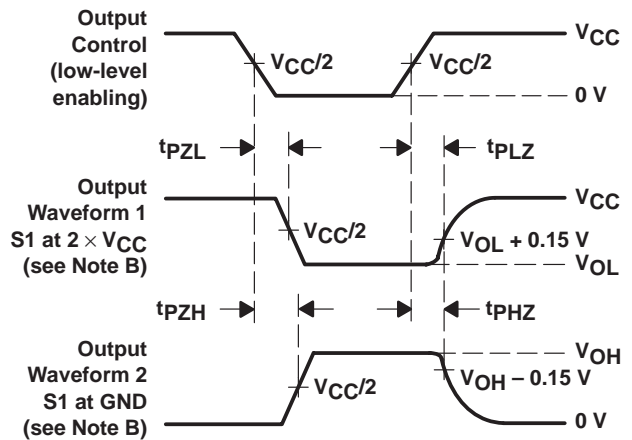 Output
Control
(low-level
enabling)
VCC
VCC/2
VCC/2
0 V
tPZL
tPLZ
Output
Waveform 1
S1 at 2 × VCC
(see Note B)
VCC
VCC/2
VOL + 0.15 V
VOL
tPZH
tPHZ
Output
Waveform 2
S1 at GND
(see Note B)
VOH
VCC/2
VOH – 0.15 V
0 V